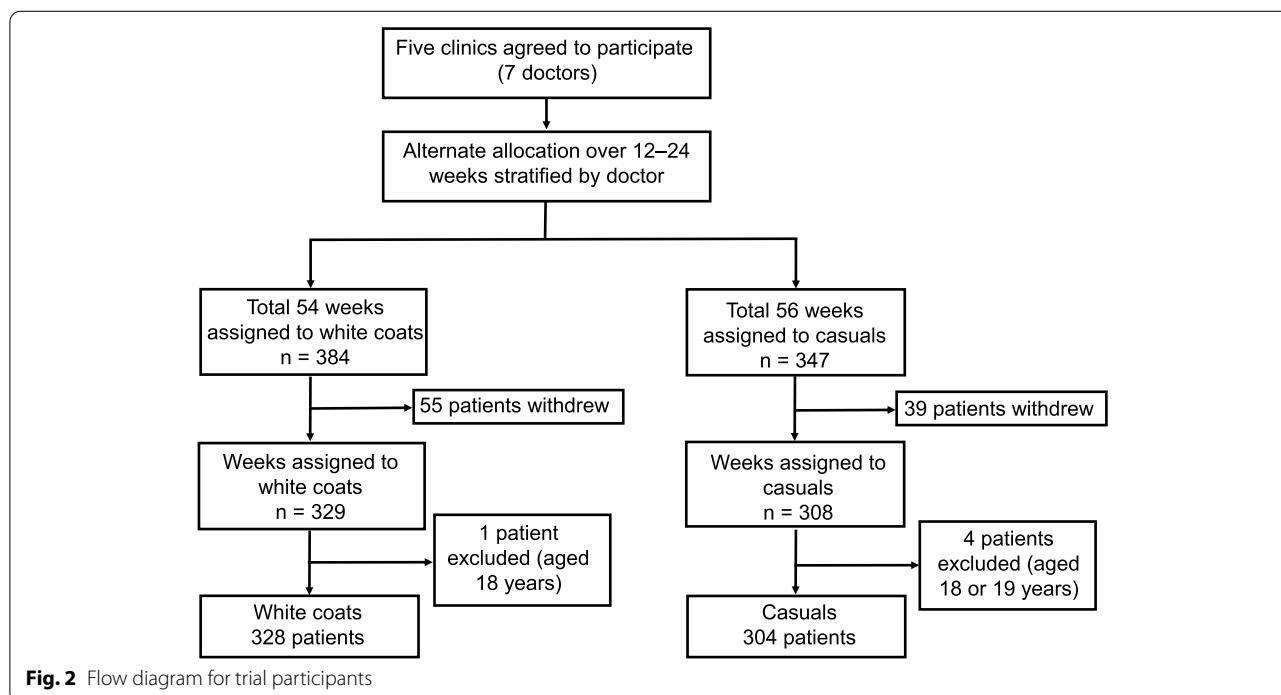 Five clinics agreed to participate
(7 doctors)
Alternate allocation over 12–24
weeks stratified by doctor
Total 54 weeks
assigned to white coats
n = 384
Total 56 weeks
assigned to casuals
n = 347
55 patients withdrew
39 patients withdrew
Weeks assigned to
white coats
n = 329
Weeks assigned to
casuals
n = 308
1 patient
excluded (aged
18 years)
4 patients
excluded (aged
18 or 19 years)
White coats
328 patients
Casuals
304 patients
Fig. 2 Flow diagram for trial participants